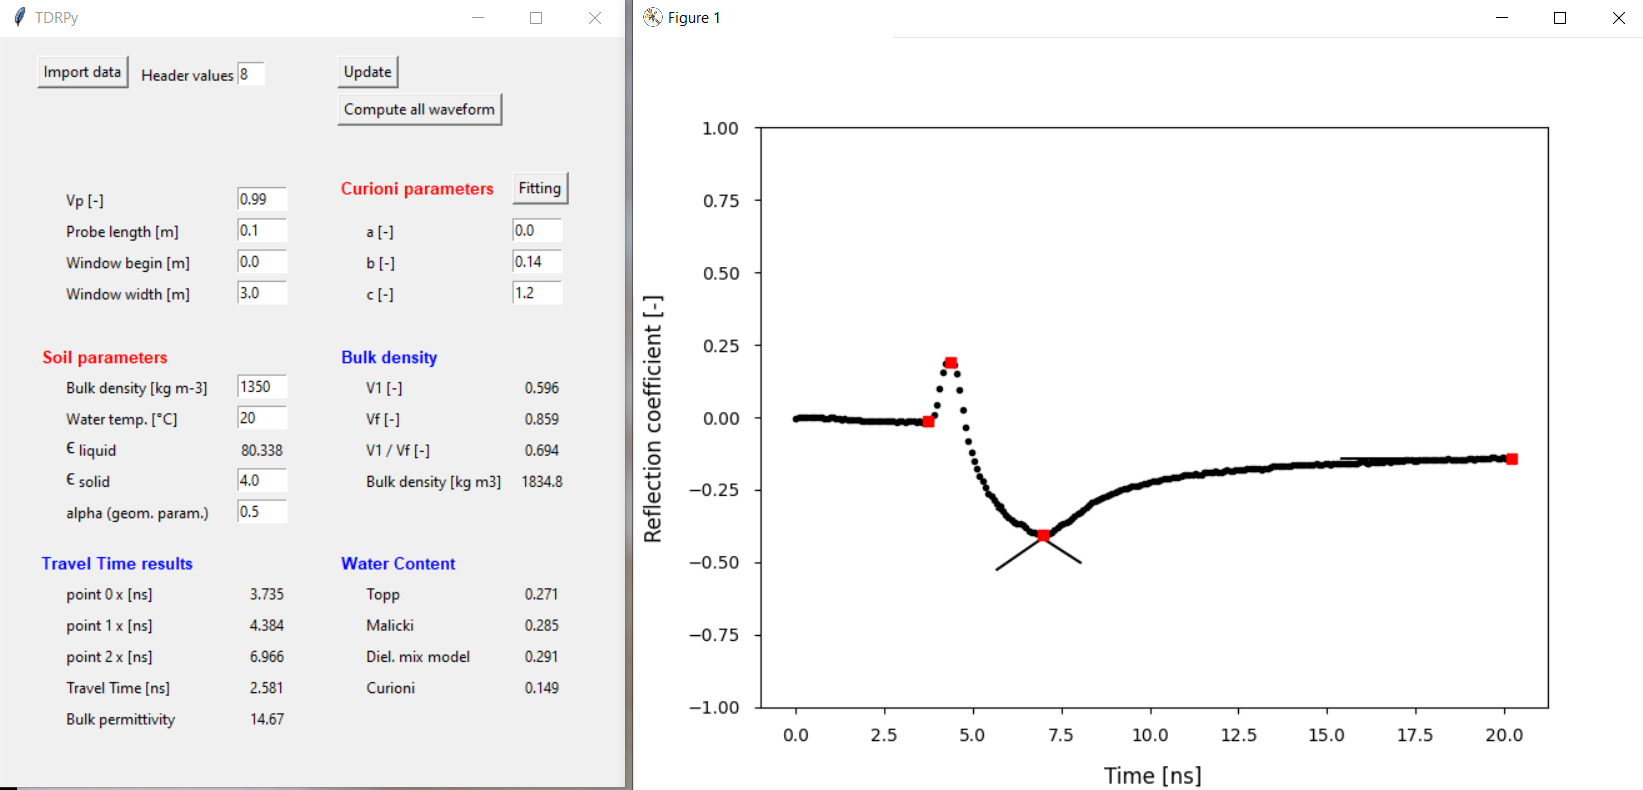 TDRPy
Import data
Header values 8
Update
Compute all waveform
Vp [-] 0.99
Probe length [m] 0.1
Window begin [m] 0.0
Window width [m] 3.0
Curioni parameters Fitting
a [-] 0.0
b [-] 0.14
c [-] 1.2
Soil parameters
Bulk density [kg m-3] 1350
Water temp. [°C] 20
ϵ liquid 80.338
ϵ solid 4.0
alpha (geom. param.) 0.5
Bulk density
V1 [-] 0.596
Vf [-] 0.859
V1 / Vf [-] 0.694
Bulk density [kg m3] 1834.8
Travel Time results
point 0 x [ns] 3.735
point 1 x [ns] 4.384
point 2 x [ns] 6.966
Travel Time [ns] 2.581
Bulk permittivity 14.67
Water Content
Topp 0.271
Malicki 0.285
Diel. mix model 0.291
Curioni 0.149
Figure 1
Reflection coefficient [-]
1.00
0.75
0.50
0.25
0.00
−0.25
−0.50
−0.75
−1.00
0.0 2.5 5.0 7.5 10.0 12.5 15.0 17.5 20.0
Time [ns]